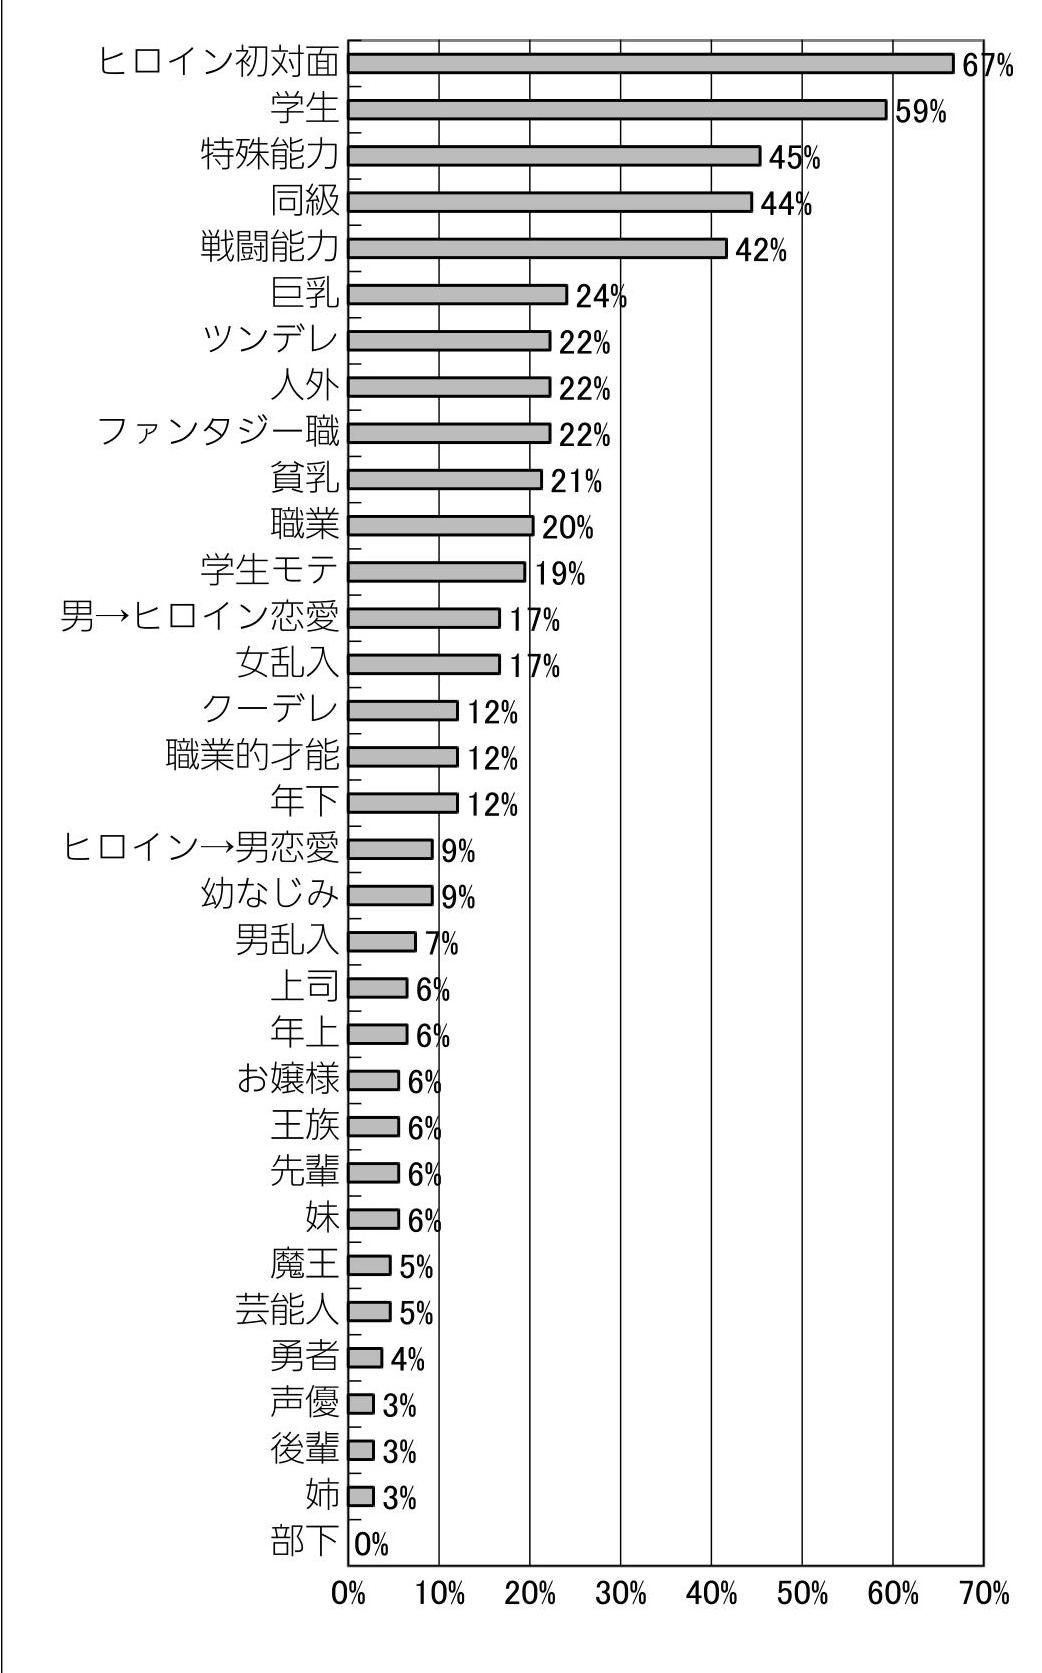 ヒロイン初対面 67%
学生 59%
特殊能力 45%
同級 44%
戦闘能力 42%
巨乳 24%
ツンデレ 22%
人外 22%
ファンタジー職 22%
貧乳 21%
職業 20%
学生モテ 19%
男→ヒロイン恋愛 17%
女乱入 17%
クーデレ 12%
職業的才能 12%
年下 12%
ヒロイン→男恋愛 9%
幼なじみ 9%
男乱入 7%
上司 6%
年上 6%
お嬢様 6%
王族 6%
先輩 6%
妹 6%
魔王 5%
芸能人 5%
勇者 4%
声優 3%
後輩 3%
姉 3%
部下 0%
0% 10% 20% 30% 40% 50% 60% 70%